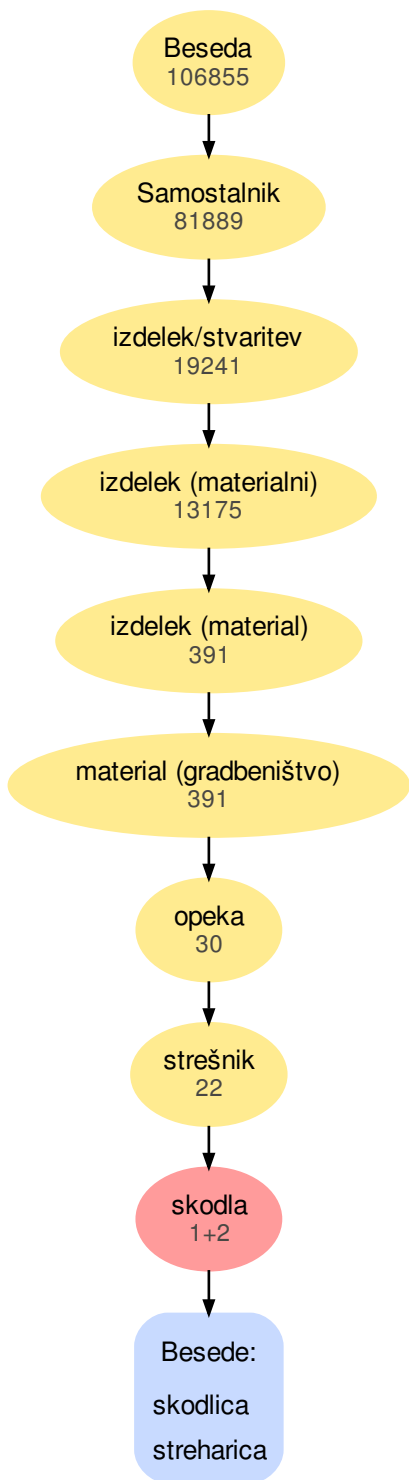 Beseda
106855
Samostalnik
81889
izdelek/stvaritev
19241
izdelek (materialni)
13175
izdelek (material)
391
material (gradbeništvo)
391
opeka
30
strešnik
22
skodla
1+2
Besede:
skodlica
streharica